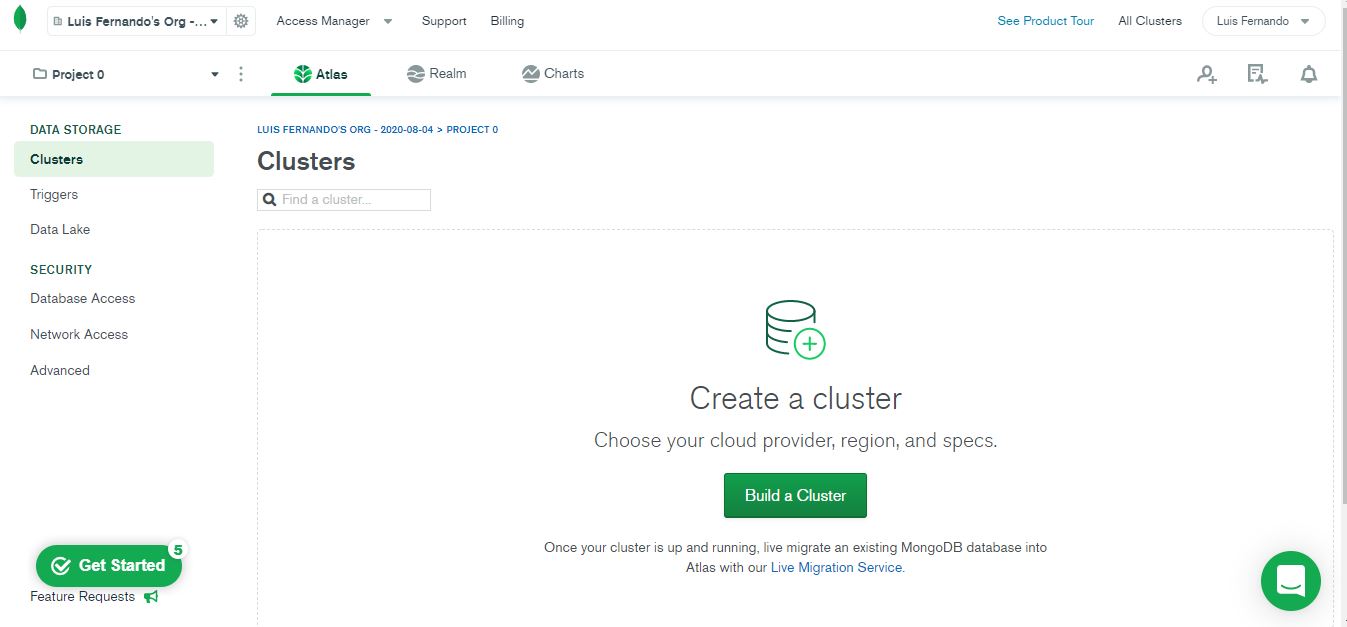 Luis Fernando's Org -...
Access Manager
Support
Billing
See Product Tour
All Clusters
Luis Fernando
Project 0
Atlas
Realm
Charts
DATA STORAGE
Clusters
Triggers
Data Lake
SECURITY
Database Access
Network Access
Advanced
Get Started
5
Feature Requests
LUIS FERNANDO'S ORG - 2020-08-04 > PROJECT 0
Clusters
Find a cluster...
Create a cluster
Choose your cloud provider, region, and specs.
Build a Cluster
Once your cluster is up and running, live migrate an existing MongoDB database into
Atlas with our Live Migration Service.